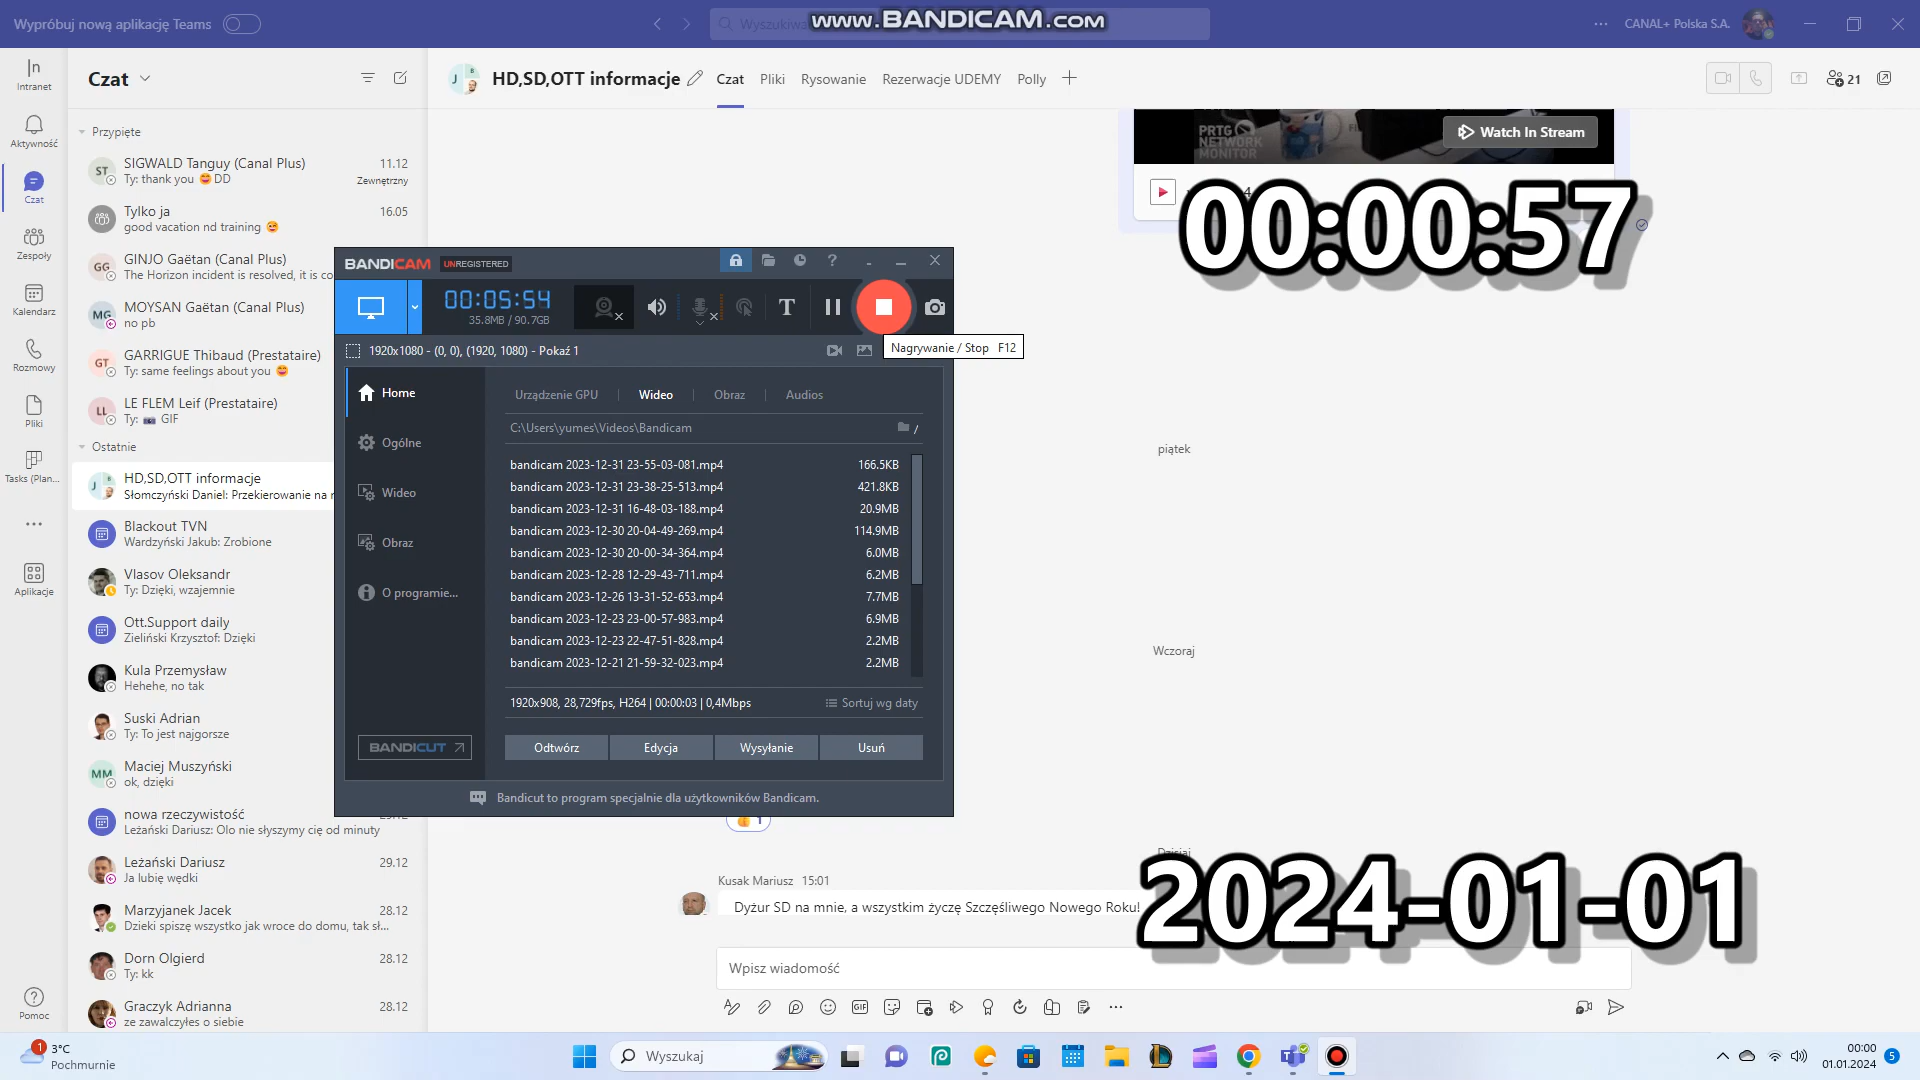 Wypróbuj nową aplikację Teams
www.BANDICAM.com
CANAL+ Polska S.A.
Intranet
Aktywność
Czat
Zespoły
Kalendarz
Rozmowy
Pliki
Tasks (Plan...
Aplikacje
Pomoc
Czat
Przypięte
ST
SIGWALD Tanguy (Canal Plus)
11.12
Ty: thank you 😄DD
Zewnętrzny
Tylko ja
16.05
good vacation nd training
GG
GINJO Gaëtan (Canal Plus)
The Horizon incident is resolved, it is co
MG
MOYSAN Gaëtan (Canal Plus)
no pb
GT
GARRIGUE Thibaud (Prestataire)
Ty: same feelings about you
LL
LE FLEM Leif (Prestataire)
Ty: 📷 GIF
Ostatnie
HD,SD,OTT informacje
Słomczyński Daniel: Przekierowanie na
Blackout TVN
Wardzyński Jakub: Zrobione
Vlasov Oleksandr
Ty: Dzięki, wzajemnie
Ott.Support daily
Zieliński Krzysztof: Dzięki
Kula Przemysław
Hehehe, no tak
Suski Adrian
Ty: To jest najgorsze
MM
Maciej Muszyński
ok, dzięki
nowa rzeczywistość
Leżański Dariusz: Olo nie słyszymy cię od minuty
Leżański Dariusz
29.12
Ja lubię wędki
Marzyjanek Jacek
28.12
Dzieki spiszę wszystko jak wroce do domu, tak sł...
Dorn Olgierd
28.12
Ty: kk
Graczyk Adrianna
28.12
ze zawalczyłes o siebie
J
B
HD,SD,OTT informacje
Czat
Pliki
Rysowanie
Rezerwacje UDEMY
Polly
21
PRTG
NETWORK
MONITOR
Watch In Stream
00:00:57
piątek
Wczoraj
Dzisiaj
1
Kusak Mariusz 15:01
Dyżur SD na mnie, a wszystkim życzę Szczęśliwego Nowego Roku!
2024-01-01
Wpisz wiadomość
GIF
BANDICAM
UNREGISTERED
00:05:54
35.8MB / 90.7GB
T
Nagrywanie / Stop F12
1920x1080 - (0, 0), (1920, 1080) - Pokaż 1
Home
Ogólne
Wideo
Obraz
O programie...
BANDICUT
Urządzenie GPU
Wideo
Obraz
Audios
C:\Users\yumes\Videos\Bandicam
/
bandicam 2023-12-31 23-55-03-081.mp4 166.5KB
bandicam 2023-12-31 23-38-25-513.mp4 421.8KB
bandicam 2023-12-31 16-48-03-188.mp4 20.9MB
bandicam 2023-12-30 20-04-49-269.mp4 114.9MB
bandicam 2023-12-30 20-00-34-364.mp4 6.0MB
bandicam 2023-12-28 12-29-43-711.mp4 6.2MB
bandicam 2023-12-26 13-31-52-653.mp4 7.7MB
bandicam 2023-12-23 23-00-57-983.mp4 6.9MB
bandicam 2023-12-23 22-47-51-828.mp4 2.2MB
bandicam 2023-12-21 21-59-32-023.mp4 2.2MB
1920x908, 28,729fps, H264 | 00:00:03 | 0,4Mbps
Sortuj wg daty
Odtwórz
Edycja
Wysyłanie
Usuń
Bandicut to program specjalnie dla użytkowników Bandicam.
1
3°C
Pochmurnie
Wyszukaj
00:00
01.01.2024
5